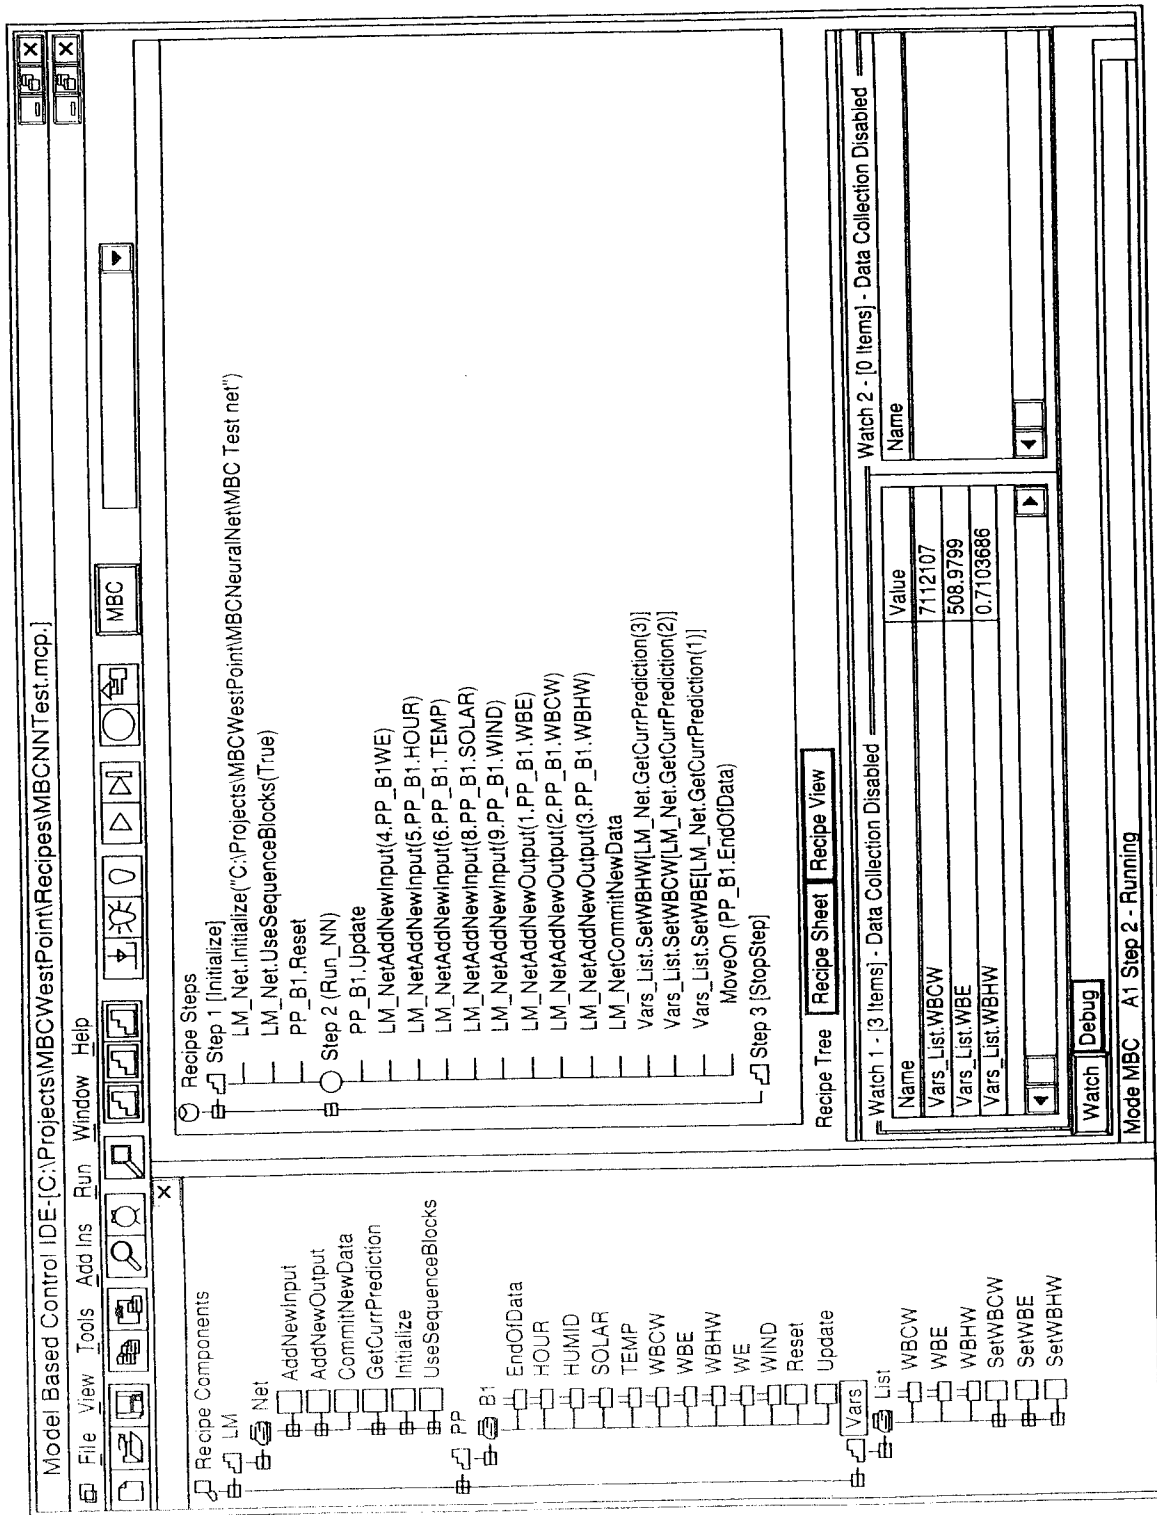 Model Based Control IDE-[C:\Projects\MBCWestPoint\Recipes\MBCNNTest.mcp.]
File View Tools Add Ins Run Window Help
MBC
Recipe Components
LM
Net
AddNewInput
AddNewOutput
CommitNewData
GetCurrPrediction
Initialize
UseSequenceBlocks
PP
B1
EndOfData
HOUR
HUMID
SOLAR
TEMP
WBCW
WBE
WBHW
WE
WIND
Reset
Update
Vars
List
WBCW
WBE
WBHW
SetWBCW
SetWBE
SetWBHW
Recipe Steps
Step 1 [Initialize]
LM_Net.Initialize("C:\Projects\MBCWestPoint\MBCNeuralNet\MBC Test net")
LM_Net.UseSequenceBlocks(True)
PP_B1.Reset
Step 2 (Run_NN)
PP_B1.Update
LM_NetAddNewInput(4.PP_B1WE)
LM_NetAddNewInput(5.PP_B1.HOUR)
LM_NetAddNewInput(6.PP_B1.TEMP)
LM_NetAddNewInput(8.PP_B1.SOLAR)
LM_NetAddNewInput(9.PP_B1.WIND)
LM_NetAddNewOutput(1.PP_B1.WBE)
LM_NetAddNewOutput(2.PP_B1.WBCW)
LM_NetAddNewOutput(3.PP_B1.WBHW)
LM_NetCommitNewData
Vars_List.SetWBHW[LM_Net.GetCurrPrediction(3)]
Vars_List.SetWBCW[LM_Net.GetCurrPrediction(2)]
Vars_List.SetWBE[LM_Net.GetCurrPrediction(1)]
MoveOn (PP_B1.EndOfData)
Step 3 [StopStep]
Recipe Tree Recipe Sheet Recipe View
Watch 1 - [3 Items] - Data Collection Disabled
Name Value
Vars_List.WBCW 7112107
Vars_List.WBE 508.9799
Vars_List.WBHW 0.7103686
Watch 2 - [0 Items] - Data Collection Disabled
Name
Watch Debug
Mode MBC A1 Step 2 - Running